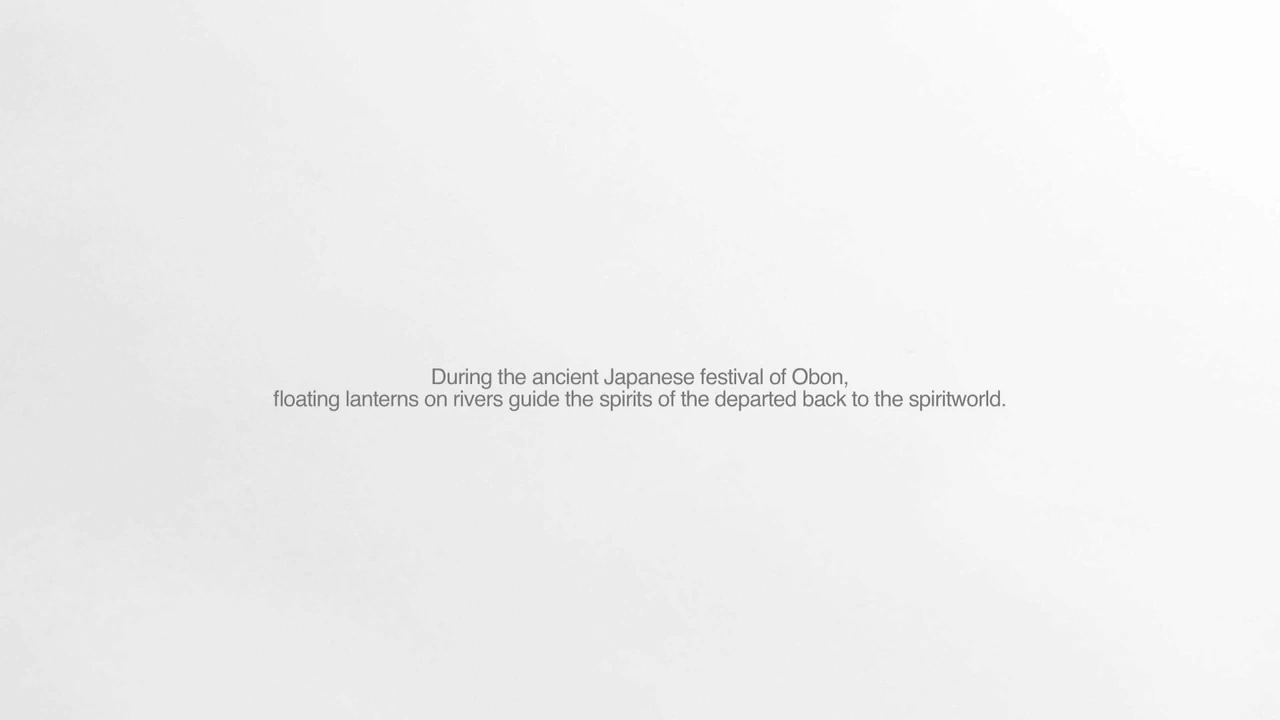 During the ancient Japanese festival of Obon,
floating lanterns on rivers guide the spirits of the departed back to the spiritworld.